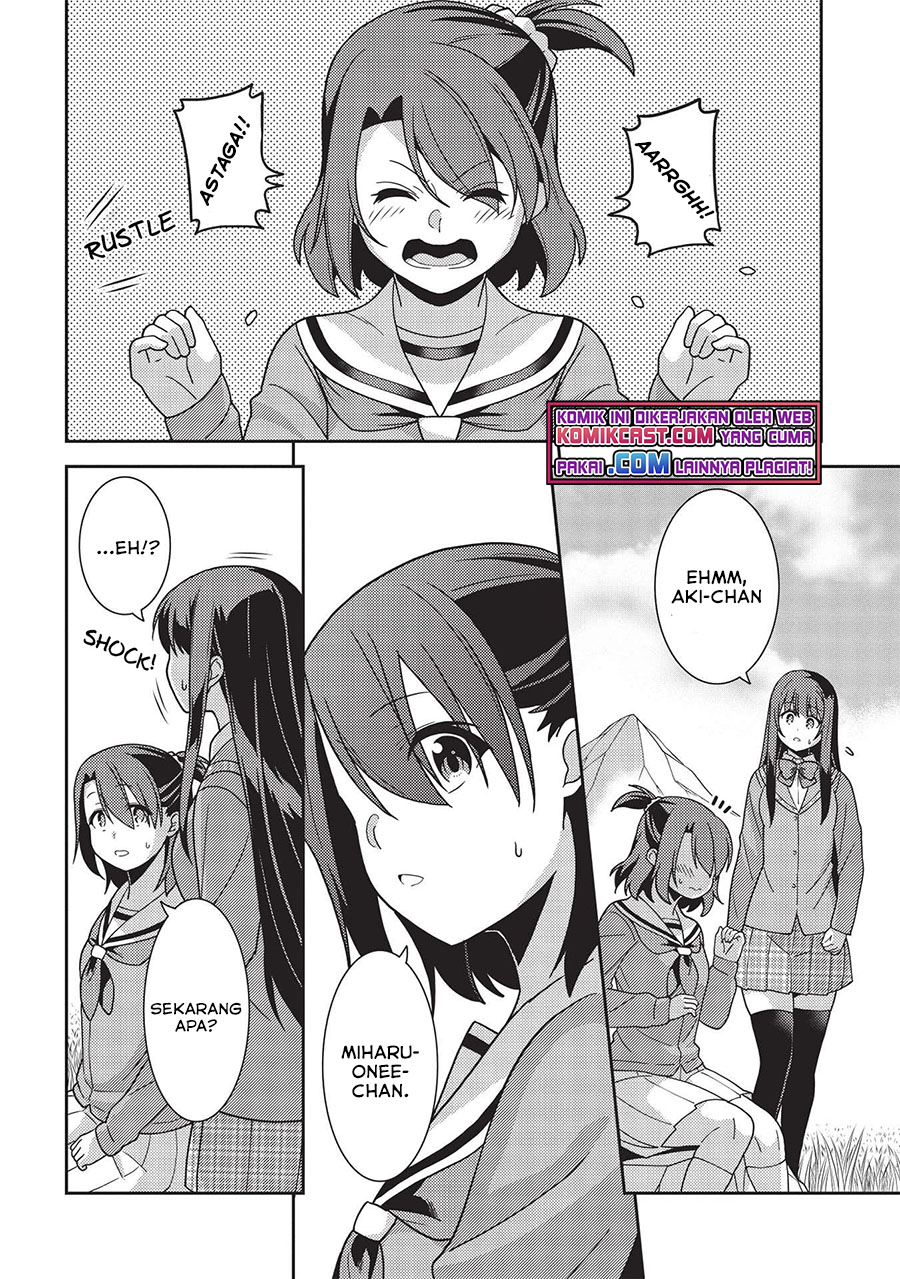 AARRGHH!
ASTAGA!!
RUSTLE
KOMIK INI DIKERJAKAN OLEH WEB
KOMIKCAST.COM YANG CUMA
PAKAI .COM LAINNYA PLAGIAT!
EHMM,
AKI-CHAN
MIHARU-
ONEE-
CHAN.
...EH!?
SHOCK!
SEKARANG
APA?